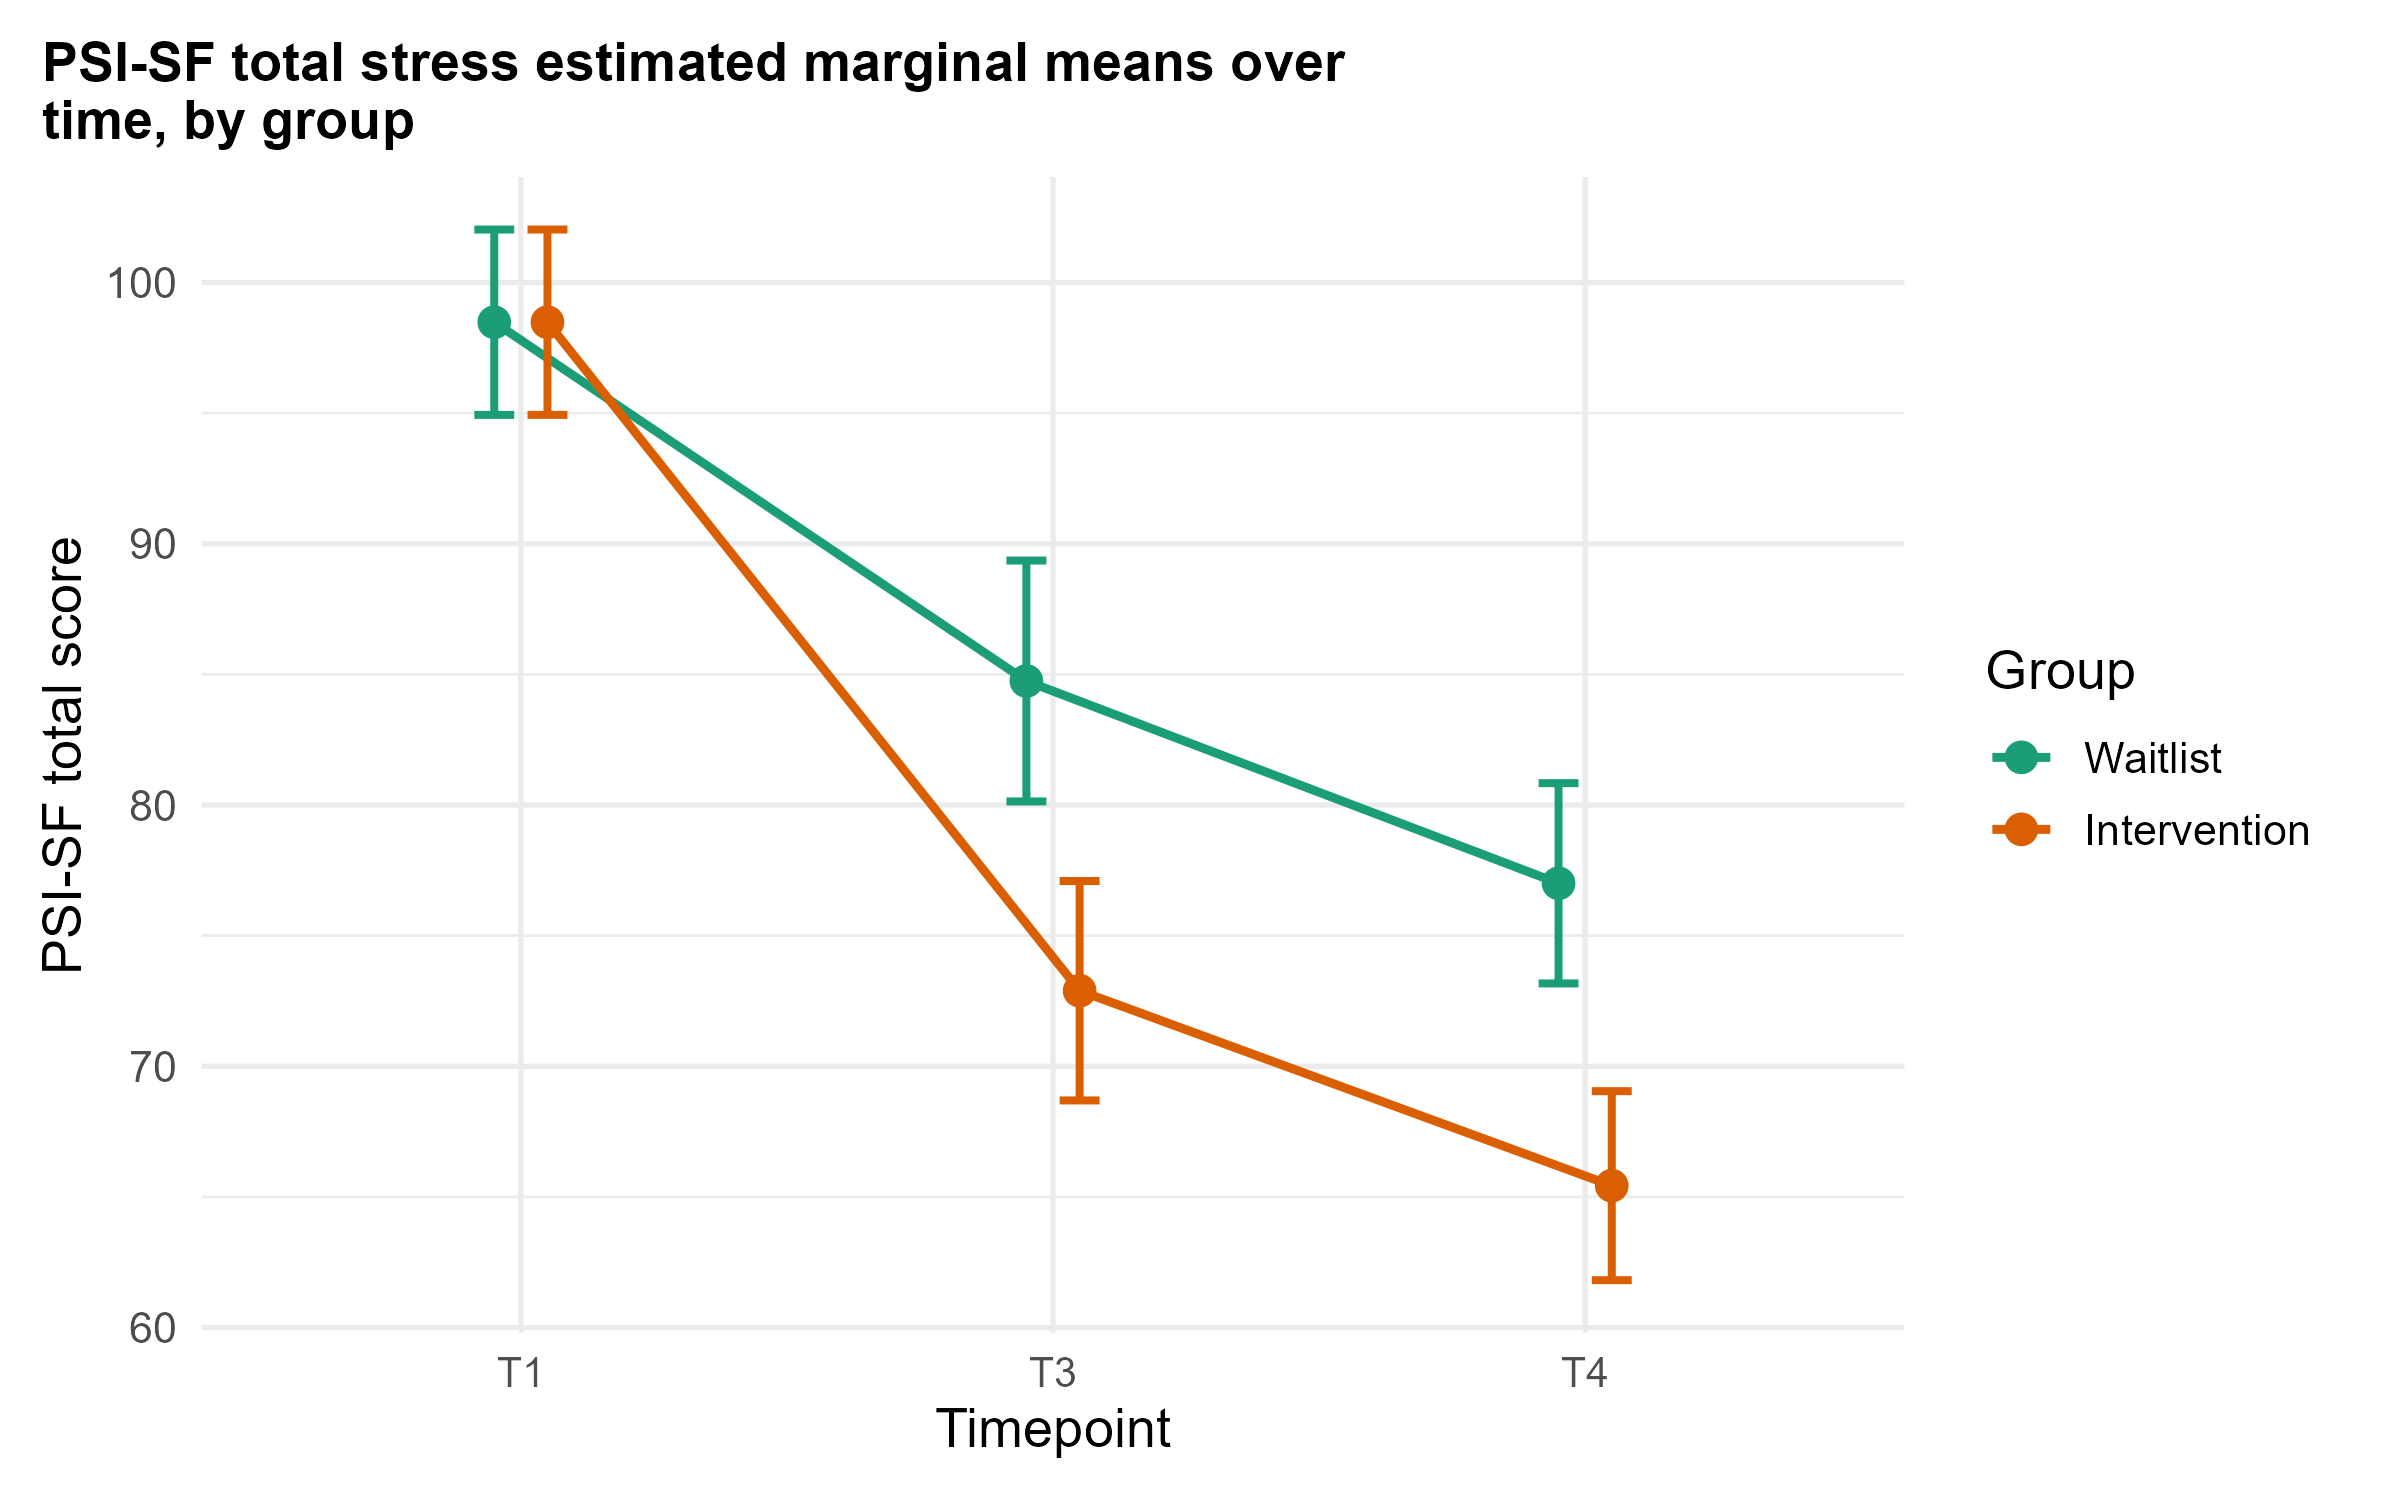 PSI-SF total stress estimated marginal means over
time, by group
PSI-SF total score
100
90
80
70
60
T1
T3
T4
Timepoint
Group
Waitlist
Intervention